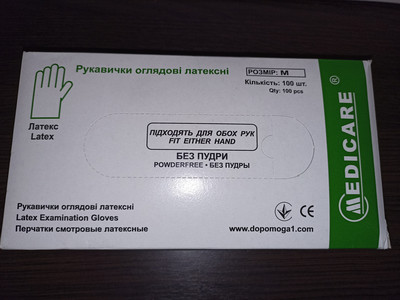 Рукавички оглядові латексні
РОЗМІР: M
Кількість: 100 шт.
Qty: 100 pcs
Латекс
Latex
ПІДХОДЯТЬ ДЛЯ ОБОХ РУК
FIT EITHER HAND
БЕЗ ПУДРИ
POWDERFREE • БЕЗ ПУДРЫ
MEDICARE ®
Рукавички оглядові латексні
Latex Examination Gloves
Перчатки смотровые латексные
CE
www.dopomoga1.com